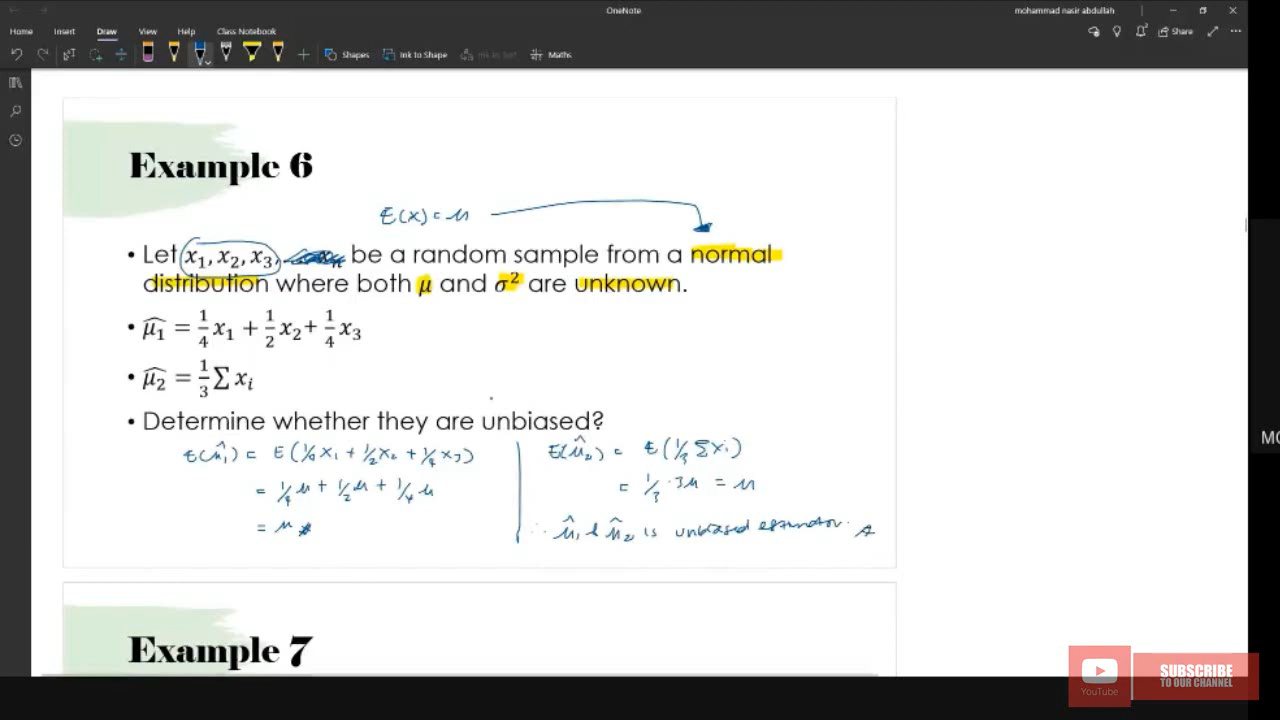 OneNote
mohammad nasir abdullah
Home Insert Draw View Help Class Notebook
Share
Shapes Ink to Shape Ink to Text Maths
Example 6
E(x) = μ
• Let x₁, x₂, x₃, be a random sample from a normal
distribution where both μ and σ² are unknown.
• μ̂₁ = 1/4 x₁ + 1/2 x₂ + 1/4 x₃
• μ̂₂ = 1/3 ∑ xᵢ
• Determine whether they are unbiased?
E(μ̂₁) = E(1/4 x₁ + 1/2 x₂ + 1/4 x₃)
= 1/4 μ + 1/2 μ + 1/4 μ
= μ
E(μ̂₂) = E(1/3 ∑xᵢ)
= 1/3 · 3μ = μ
∴ μ̂₁ & μ̂₂ is unbiased estimator.
Example 7
MO
YouTube
SUBSCRIBE
TO OUR CHANNEL